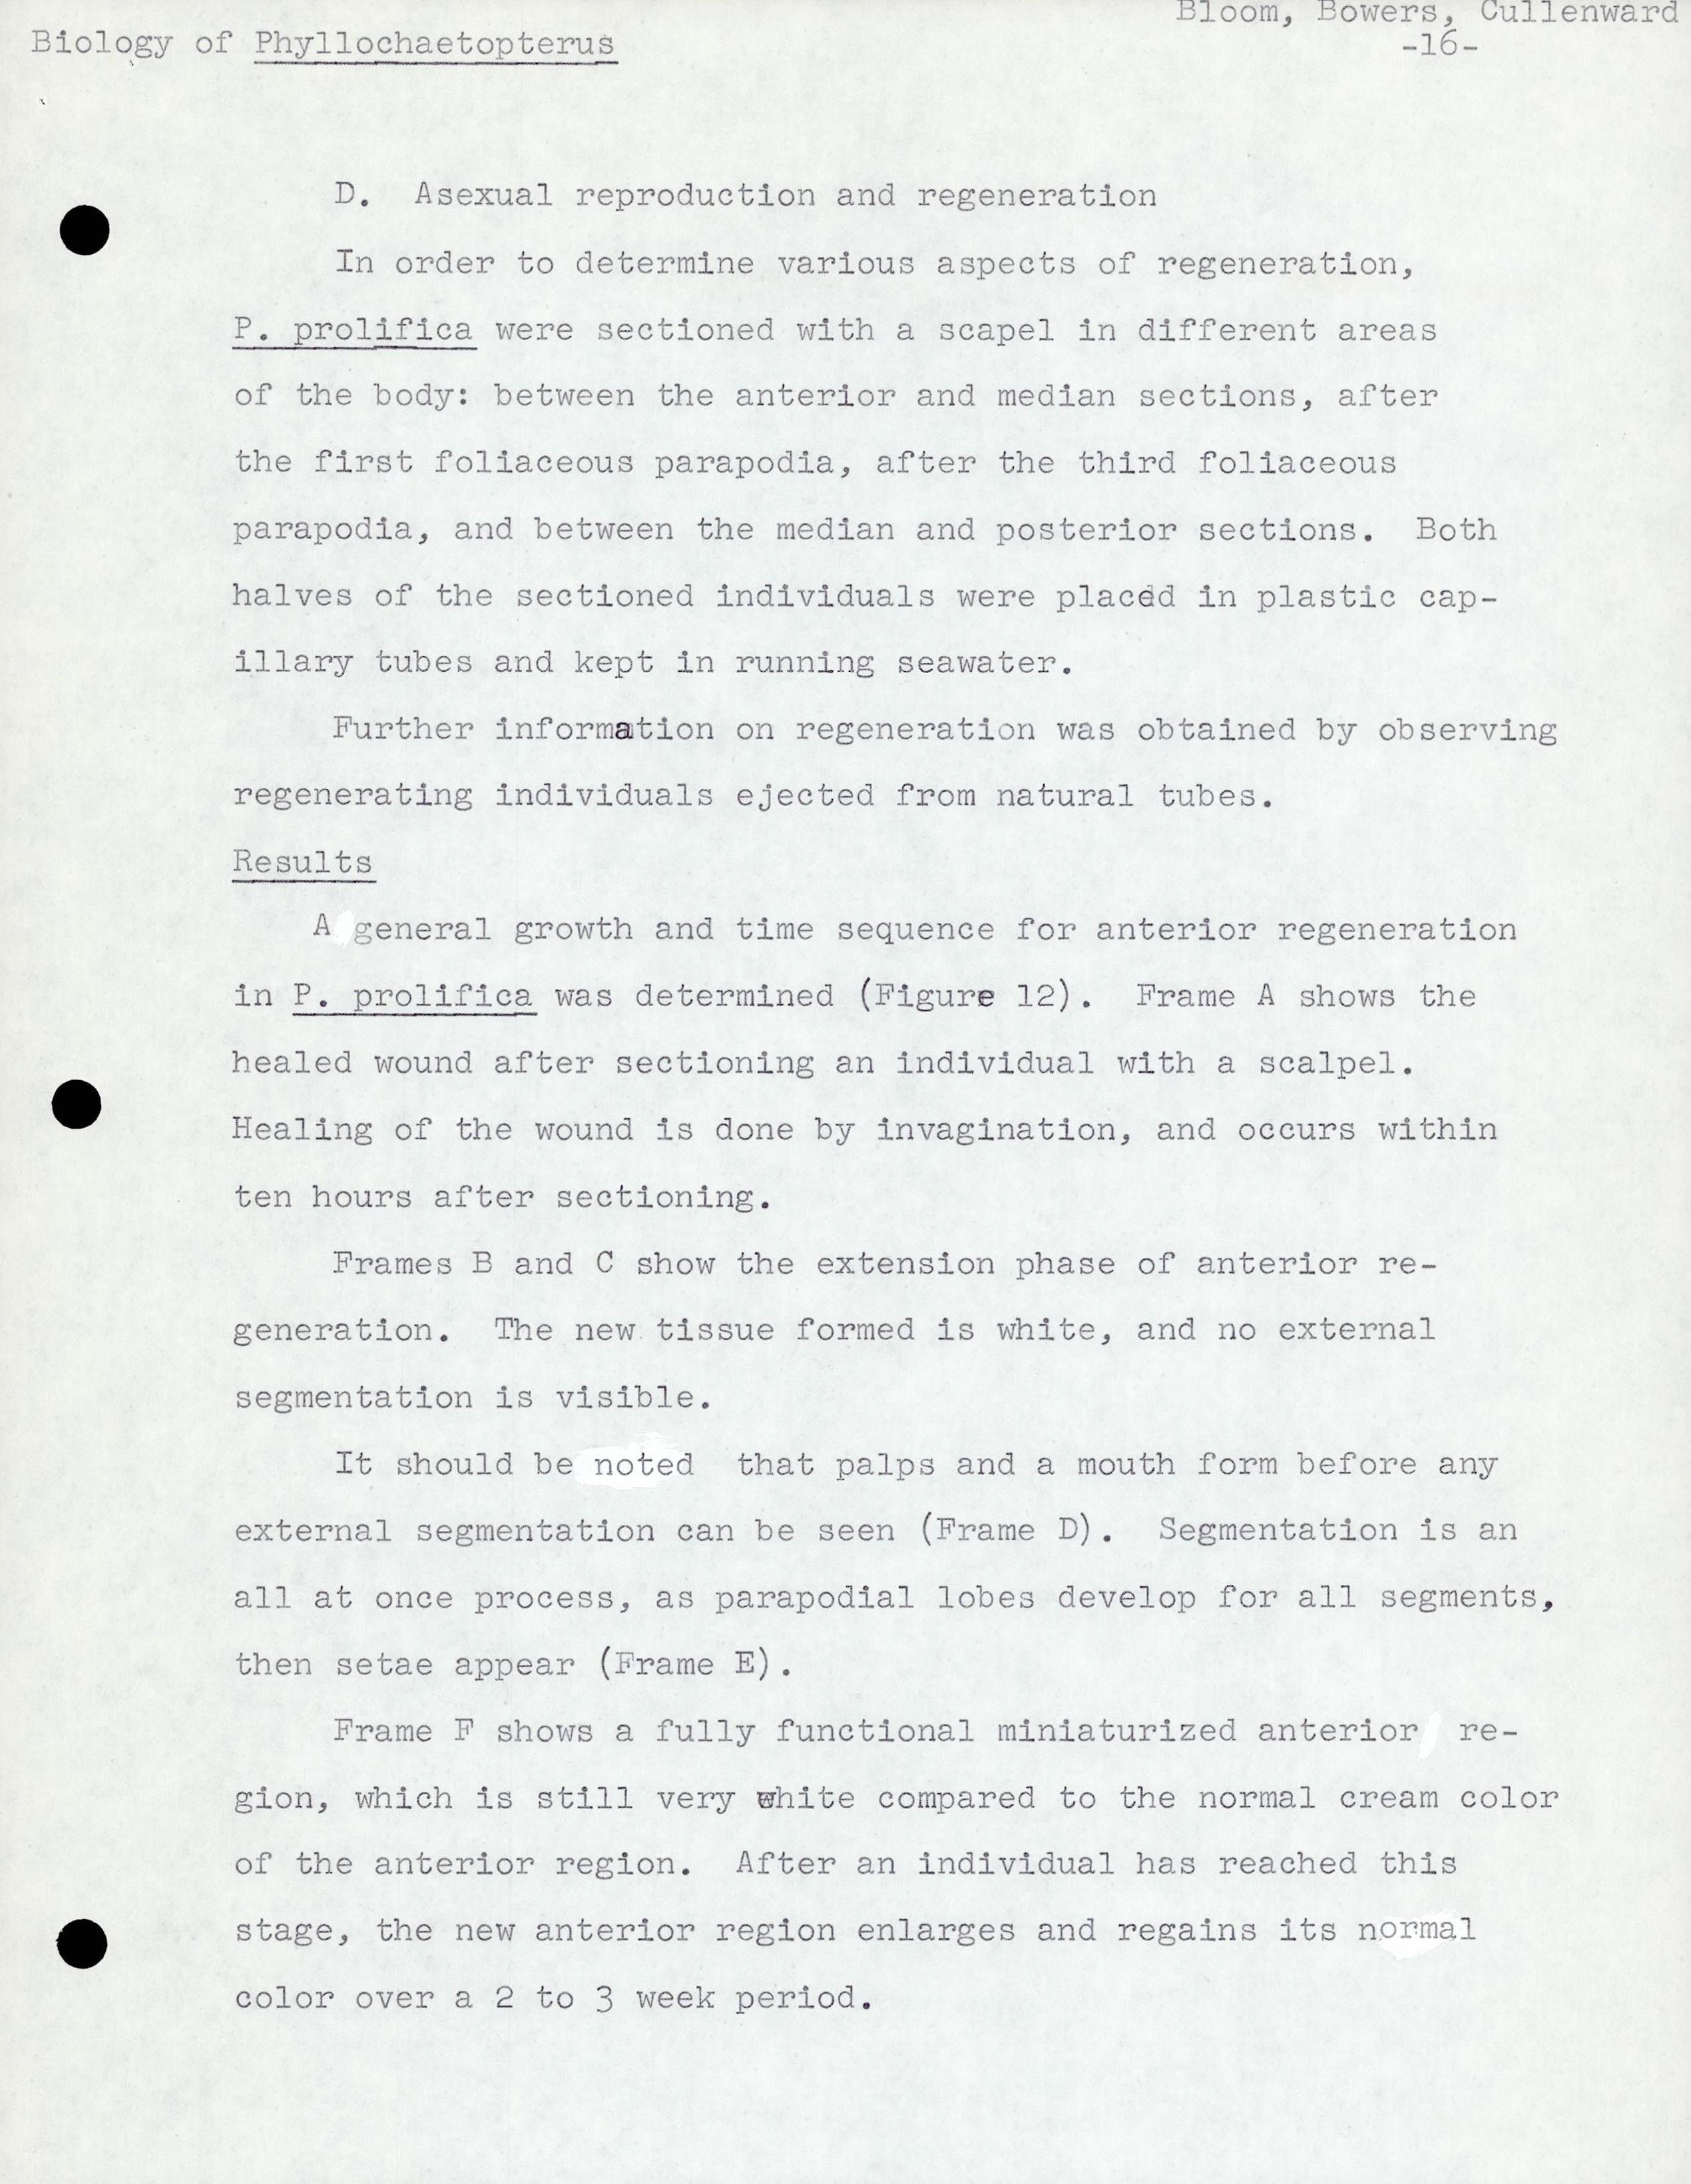 Bloom, Bowers, Cullenward
Biology of Phyllochaetopterus
-16-
D. Asexual reproduction and regeneration
In order to determine various aspects of regeneration,
P. prolifica were sectioned with a scapel in different areas
of the body: between the anterior and median sections, after
the first foliaceous parapodia, after the third foliaceous
parapodia, and between the median and posterior sections. Both
halves of the sectioned individuals were placed in plastic cap-
illary tubes and kept in running seawater.
Further information on regeneration was obtained by observing
regenerating individuals ejected from natural tubes.
Results
A general growth and time sequence for anterior regeneration
in P. prolifica was determined (Figure 12). Frame A shows the
healed wound after sectioning an individual with a scalpel.
Healing of the wound is done by invagination, and occurs within
ten hours after sectioning.
Frames B and C show the extension phase of anterior re-
generation. The new tissue formed is white, and no external
segmentation is visible.
It should be noted that palps and a mouth form before any
external segmentation can be seen (Frame D). Segmentation is an
all at once process, as parapodial lobes develop for all segments,
then setae appear (Frame E).
Frame F shows a fully functional miniaturized anterior re-
gion, which is still very white compared to the normal cream color
of the anterior region. After an individual has reached this
stage, the new anterior region enlarges and regains its normal
color over a 2 to 3 week period.